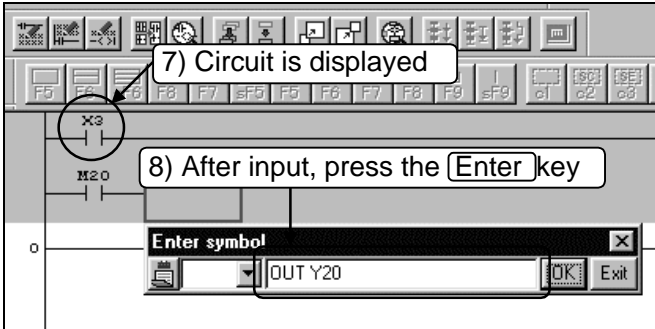 7) Circuit is displayed
F5 F6 F8 F7 sF5 F5 F6 F7 F8 F9 sF9 c1 c2 c3
X3
8) After input, press the Enter key
M20
Enter symbol
0
OUT Y20 OK Exit